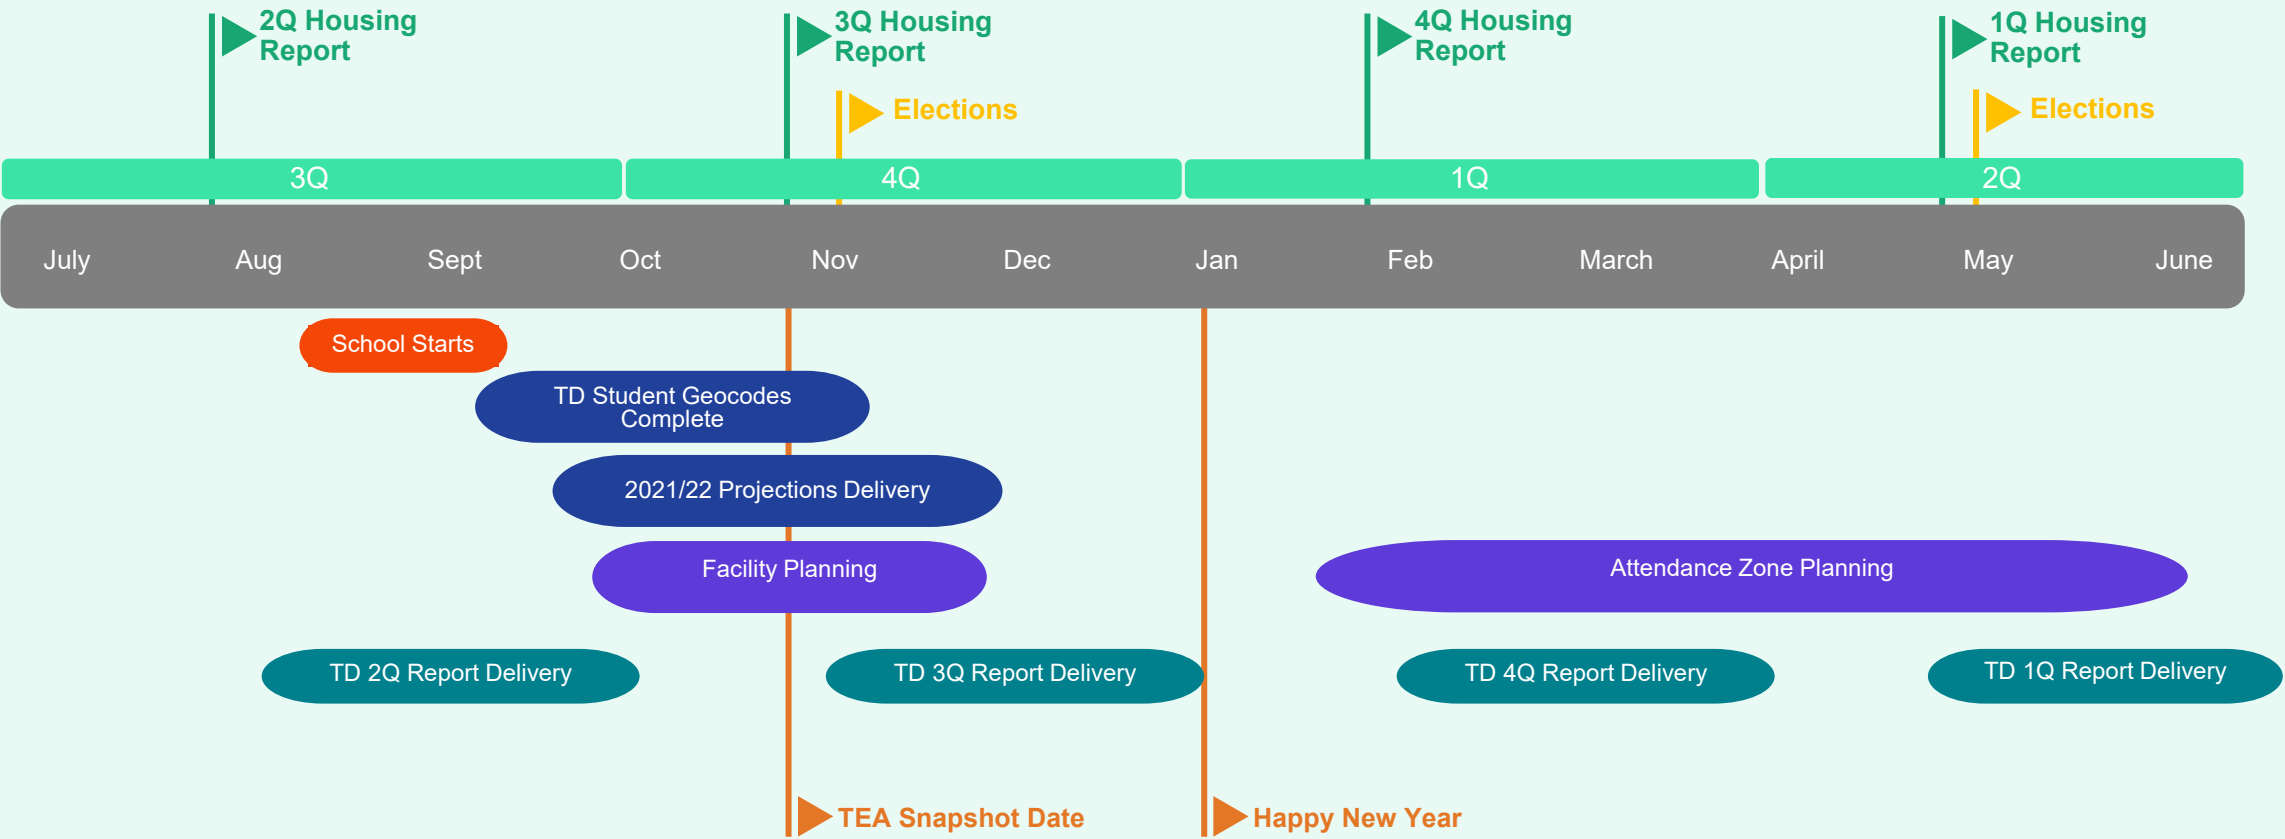 2Q Housing
Report
3Q Housing
Report
4Q Housing
Report
1Q Housing
Report
Elections
Elections
3Q
4Q
1Q
2Q
July
Aug
Sept
Oct
Nov
Dec
Jan
Feb
March
April
May
June
School Starts
TD Student Geocodes
Complete
2021/22 Projections Delivery
Facility Planning
Attendance Zone Planning
TD 2Q Report Delivery
TD 3Q Report Delivery
TD 4Q Report Delivery
TD 1Q Report Delivery
TEA Snapshot Date
Happy New Year